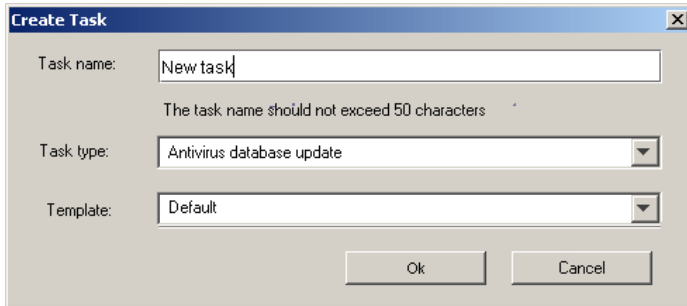 Create Task
Task name: New task
The task name should not exceed 50 characters
Task type: Antivirus database update
Template: Default
Ok Cancel